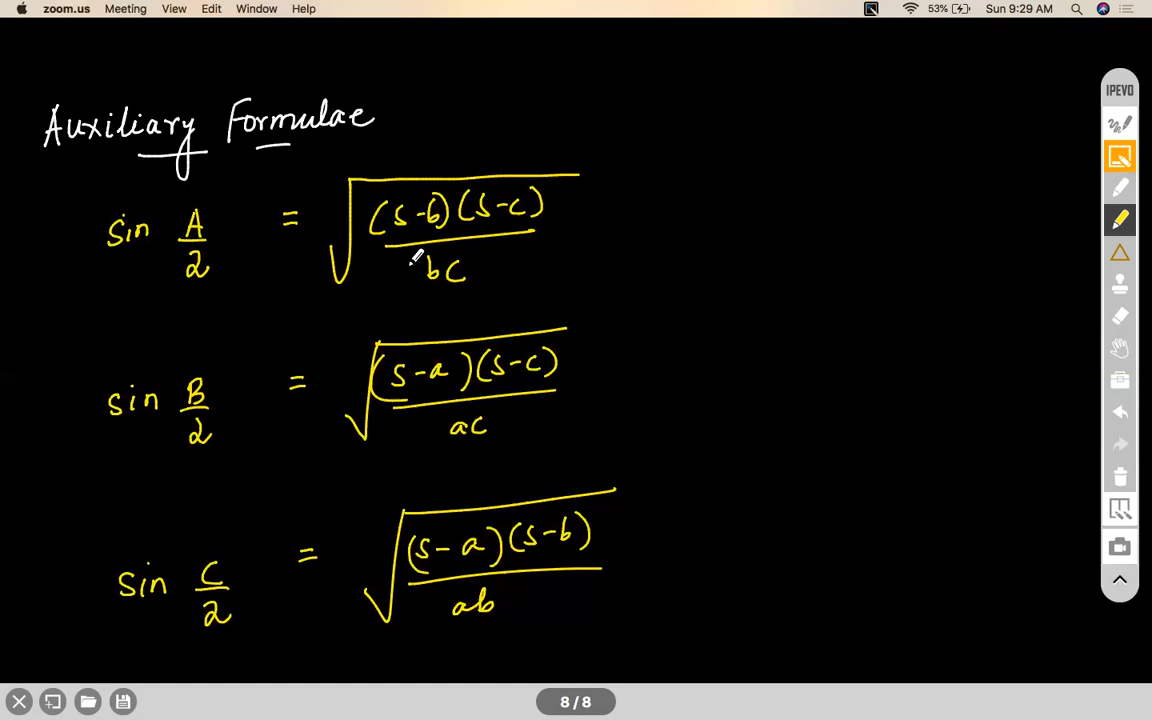 zoom.us Meeting View Edit Window Help 53% Sun 9:29 AM
IPEVO
Auxiliary Formulae
sin A/2 = √((s-b)(s-c)/bc)
sin B/2 = √((s-a)(s-c)/ac)
sin C/2 = √((s-a)(s-b)/ab)
8/8